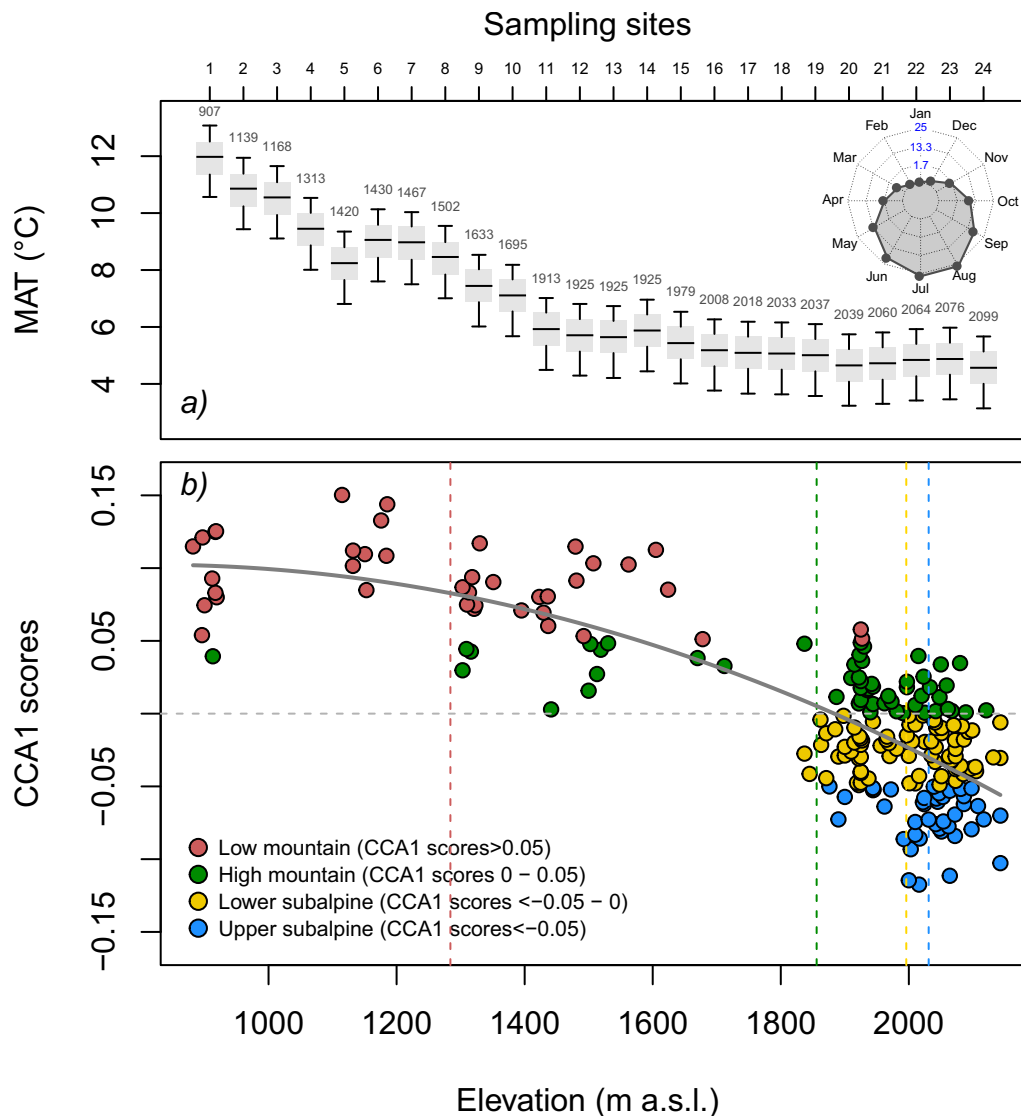 Sampling sites
1 2 3 4 5 6 7 8 9 10 11 12 13 14 15 16 17 18 19 20 21 22 23 24
MAT (°C)
12
10
8
6
4
907 1139 1168 1313 1420 1430 1467 1502 1633 1695 1913 1925 1925 1925 1979 2008 2018 2033 2037 2039 2060 2064 2076 2099
Jan
Feb
Mar
Apr
May
Jun
Jul
Aug
Sep
Oct
Nov
Dec
25
13.3
1.7
a)
b)
CCA1 scores
0.15
0.05
−0.05
−0.15
Low mountain (CCA1 scores>0.05)
High mountain (CCA1 scores 0 − 0.05)
Lower subalpine (CCA1 scores <−0.05 − 0)
Upper subalpine (CCA1 scores<−0.05)
1000 1200 1400 1600 1800 2000
Elevation (m a.s.l.)